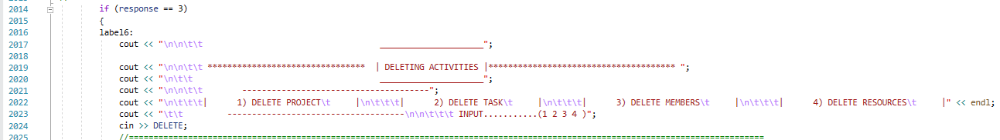 2014 if (response == 3)
2015 {
2016 label6:
2017 cout << "\n\n\t\t                                   ____________________";
2018
2019 cout << "\n\n\t\t ******************************* | DELETING ACTIVITIES |************************************* ";
2020 cout << "\n\t\t                                     ____________________";
2021 cout << "\n\n\t\t        -------------------------------------";
2022 cout << "\n\t\t\t|      1) DELETE PROJECT\t     |\n\t\t\t|      2) DELETE TASK\t     |\n\t\t\t|      3) DELETE MEMBERS\t     |\n\t\t\t|      4) DELETE RESOURCES\t     |" << endl;
2023 cout << "\t\t         -----------------------------------\n\n\t\t\t INPUT...........(1 2 3 4 )";
2024 cin >> DELETE;
2025 //==============================================================================================================================